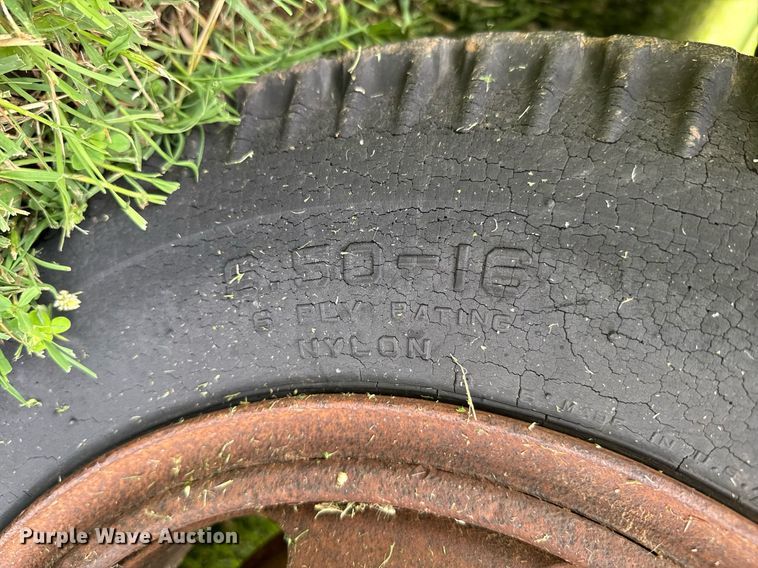 6.50-16
6 PLY RATING
NYLON
Purple Wave Auction